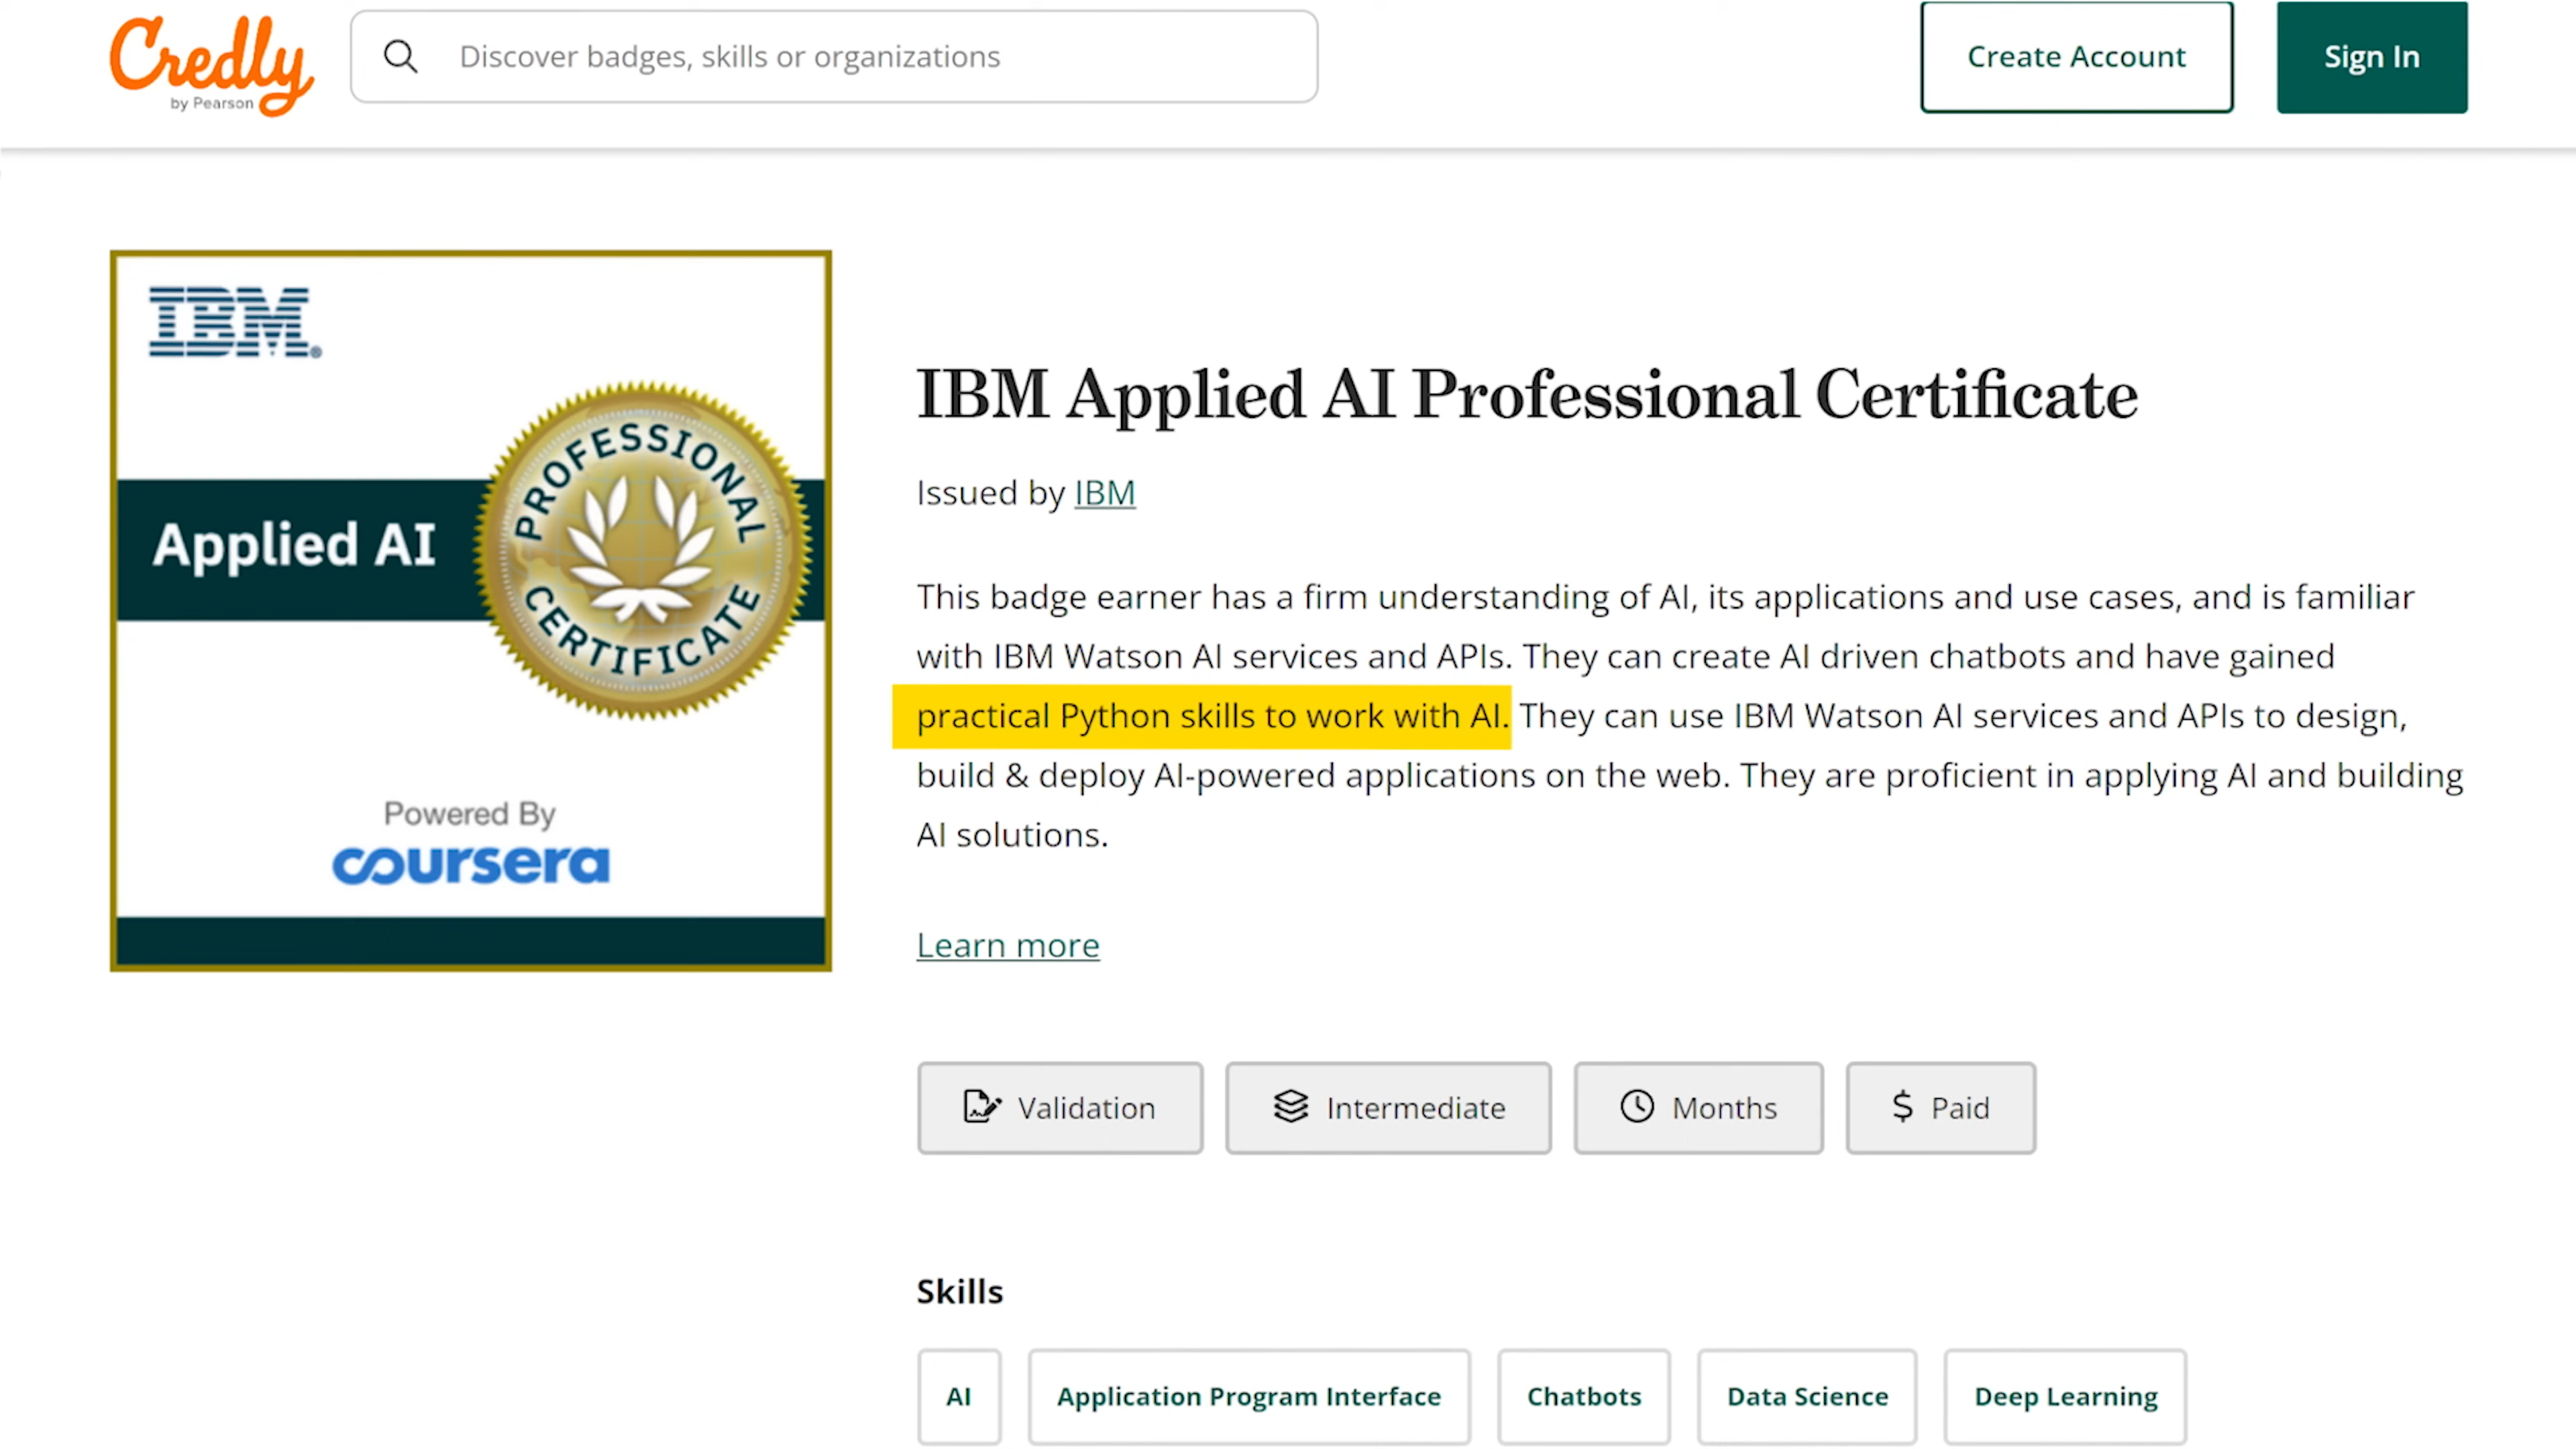 Credly
by Pearson
Discover badges, skills or organizations
Create Account
Sign In
IBM®
Applied AI
PROFESSIONAL
CERTIFICATE
Powered By
coursera
IBM Applied AI Professional Certificate
Issued by IBM
This badge earner has a firm understanding of AI, its applications and use cases, and is familiar
with IBM Watson AI services and APIs. They can create AI driven chatbots and have gained
practical Python skills to work with AI. They can use IBM Watson AI services and APIs to design,
build & deploy AI-powered applications on the web. They are proficient in applying AI and building
AI solutions.
Learn more
Validation
Intermediate
Months
$ Paid
Skills
AI
Application Program Interface
Chatbots
Data Science
Deep Learning